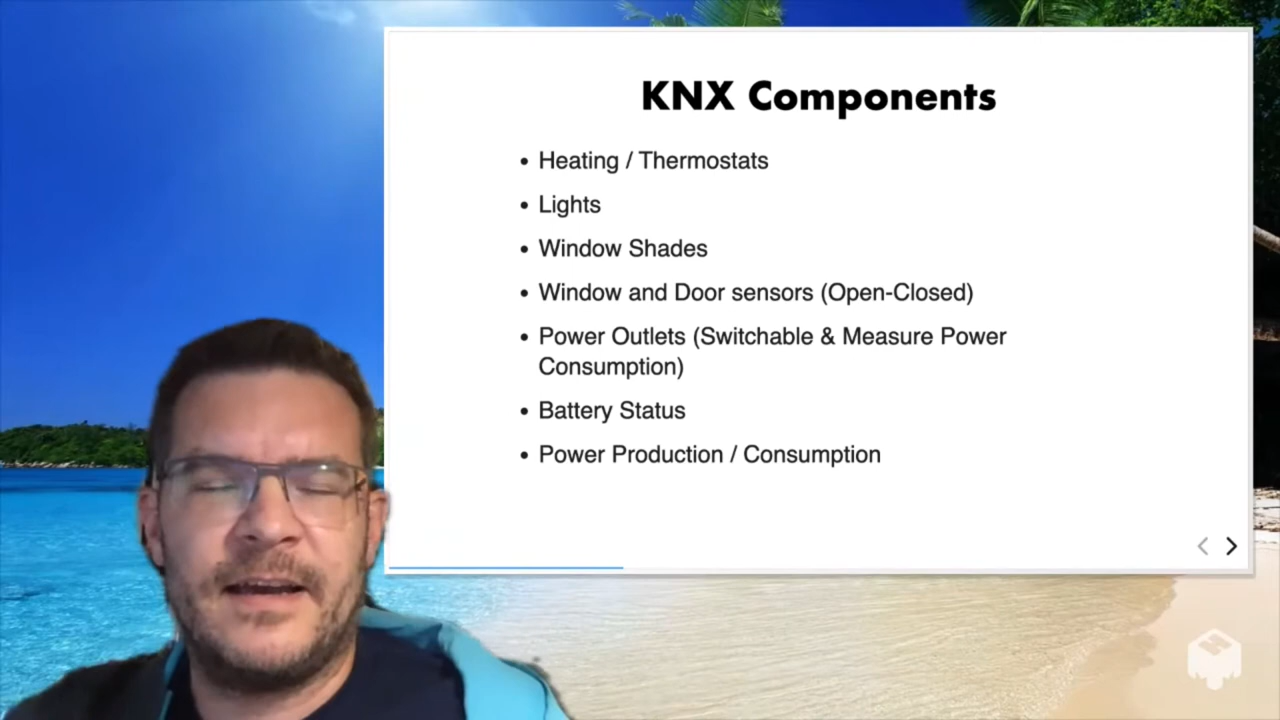 KNX Components
• Heating / Thermostats
• Lights
• Window Shades
• Window and Door sensors (Open-Closed)
• Power Outlets (Switchable & Measure Power
Consumption)
• Battery Status
• Power Production / Consumption